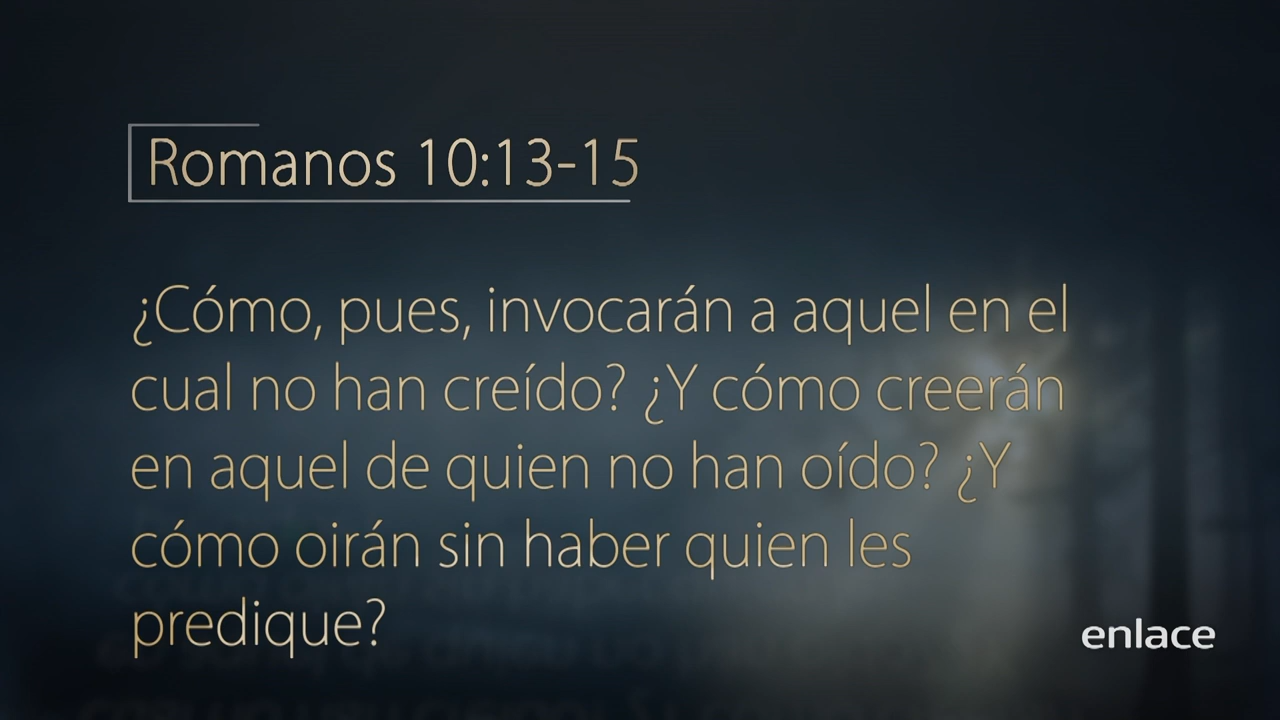 Romanos 10:13-15
¿Cómo, pues, invocarán a aquel en el
cual no han creído? ¿Y cómo creerán
en aquel de quien no han oído? ¿Y
cómo oirán sin haber quien les
predique?
enlace